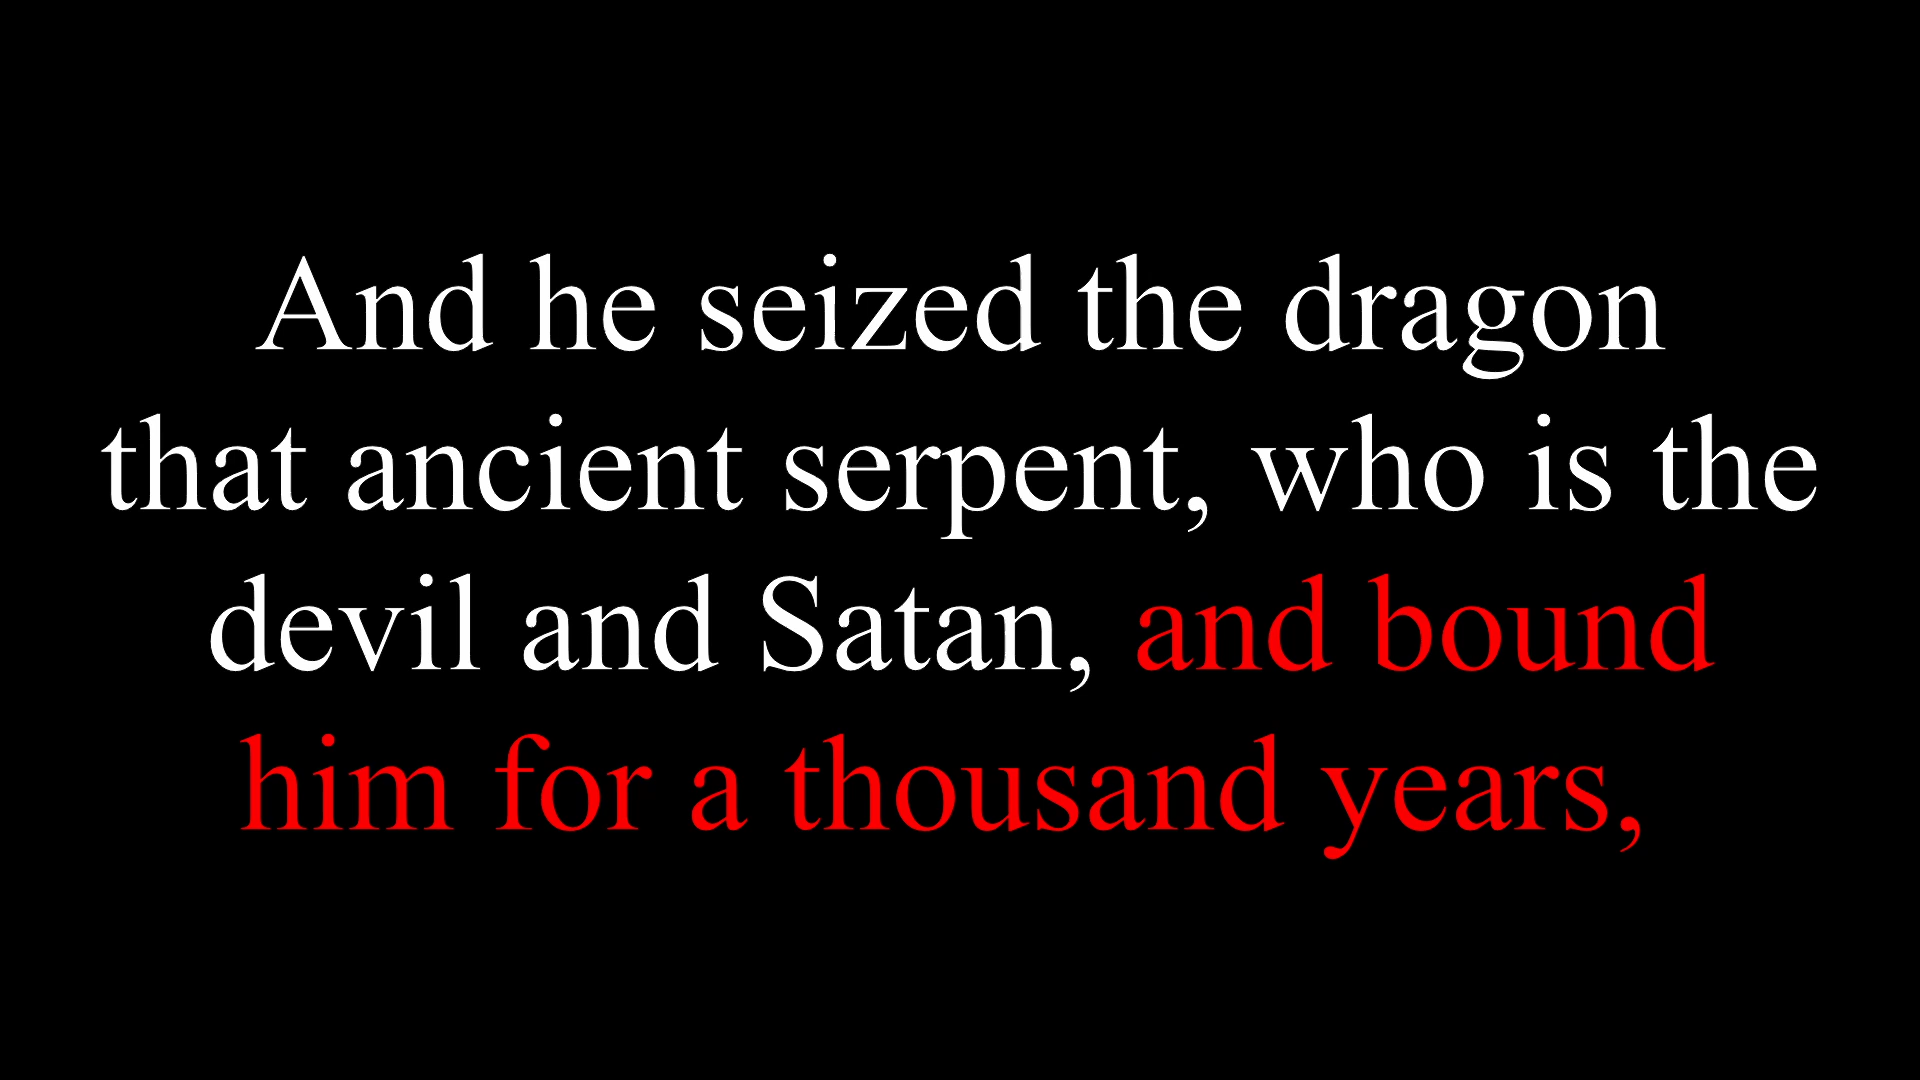 And he seized the dragon
that ancient serpent, who is the
devil and Satan, and bound
him for a thousand years,